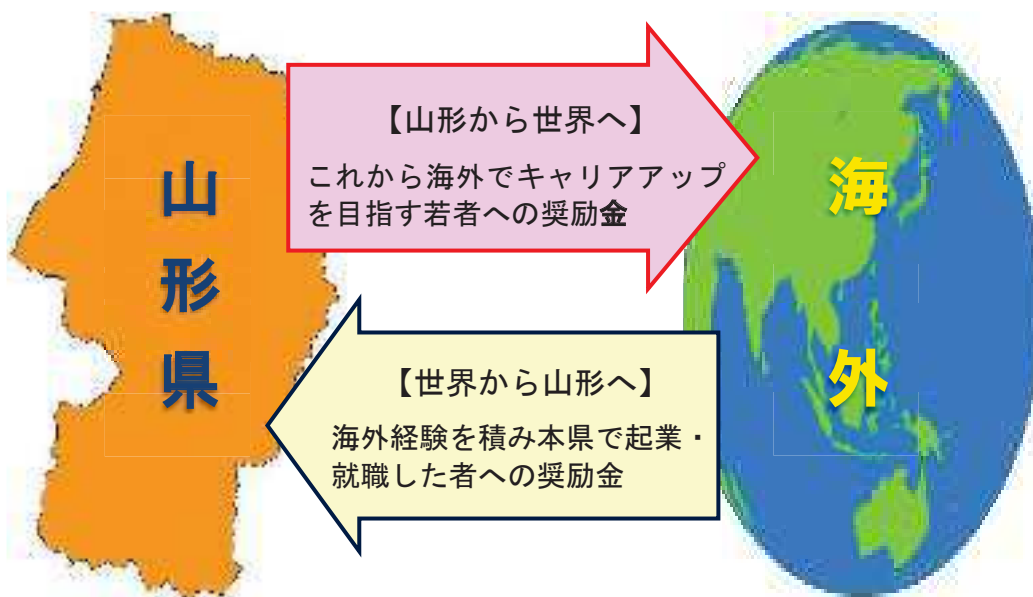 山形県
【山形から世界へ】
これから海外でキャリアアップ
を目指す若者への奨励金
海外
【世界から山形へ】
海外経験を積み本県で起業・
就職した者への奨励金